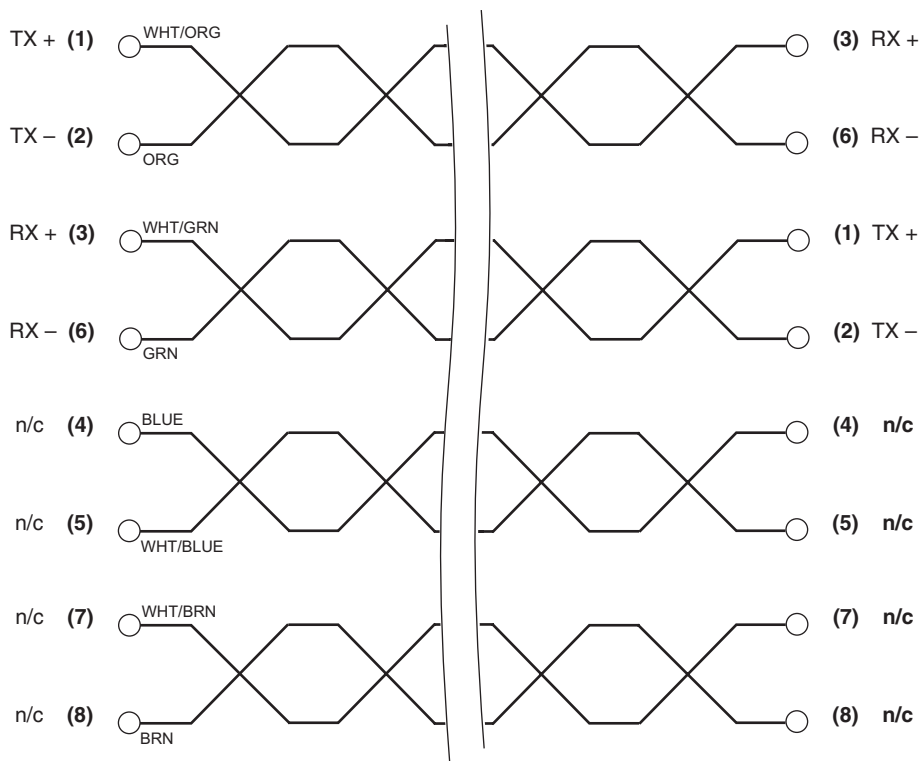 TX + (1) WHT/ORG (3) RX +
TX – (2) ORG (6) RX –
RX + (3) WHT/GRN (1) TX +
RX – (6) GRN (2) TX –
n/c (4) BLUE (4) n/c
n/c (5) WHT/BLUE (5) n/c
n/c (7) WHT/BRN (7) n/c
n/c (8) BRN (8) n/c